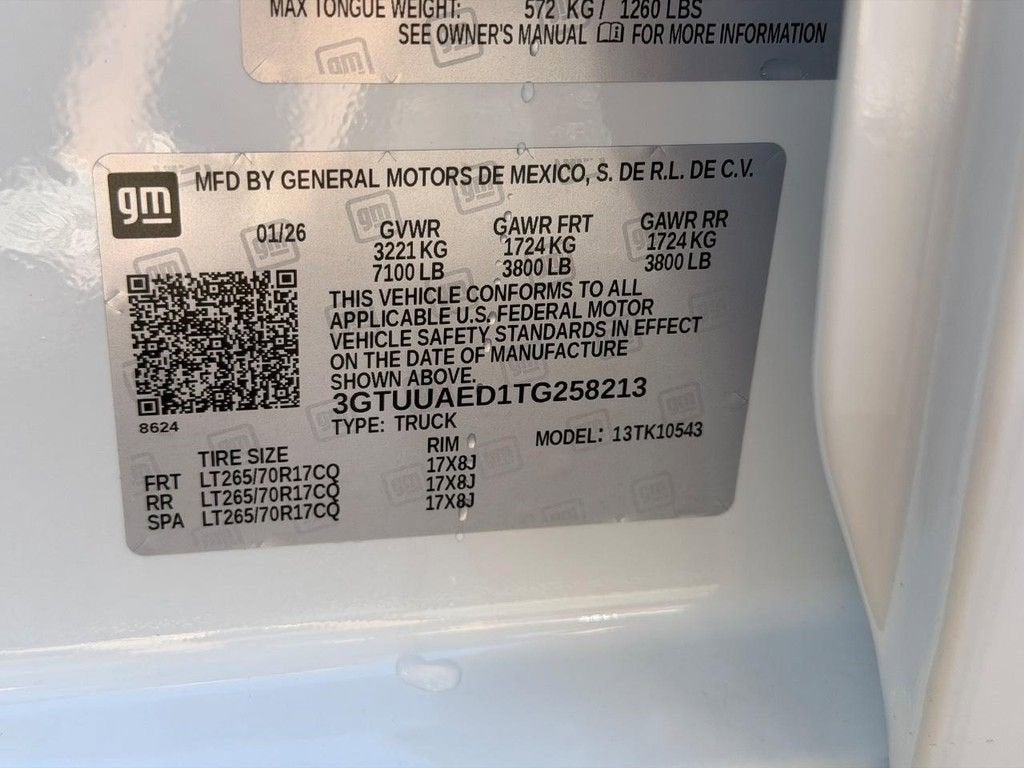 MAX TONGUE WEIGHT: 572 KG / 1260 LBS
SEE OWNER'S MANUAL FOR MORE INFORMATION
gm MFD BY GENERAL MOTORS DE MEXICO, S. DE R.L. DE C.V.
01/26 GVWR GAWR FRT GAWR RR
3221 KG 1724 KG 1724 KG
7100 LB 3800 LB 3800 LB
THIS VEHICLE CONFORMS TO ALL
APPLICABLE U.S. FEDERAL MOTOR
VEHICLE SAFETY STANDARDS IN EFFECT
ON THE DATE OF MANUFACTURE
SHOWN ABOVE.
3GTUUAED1TG258213
8624 TYPE: TRUCK
MODEL: 13TK10543
TIRE SIZE RIM
FRT LT265/70R17CQ 17X8J
RR LT265/70R17CQ 17X8J
SPA LT265/70R17CQ 17X8J